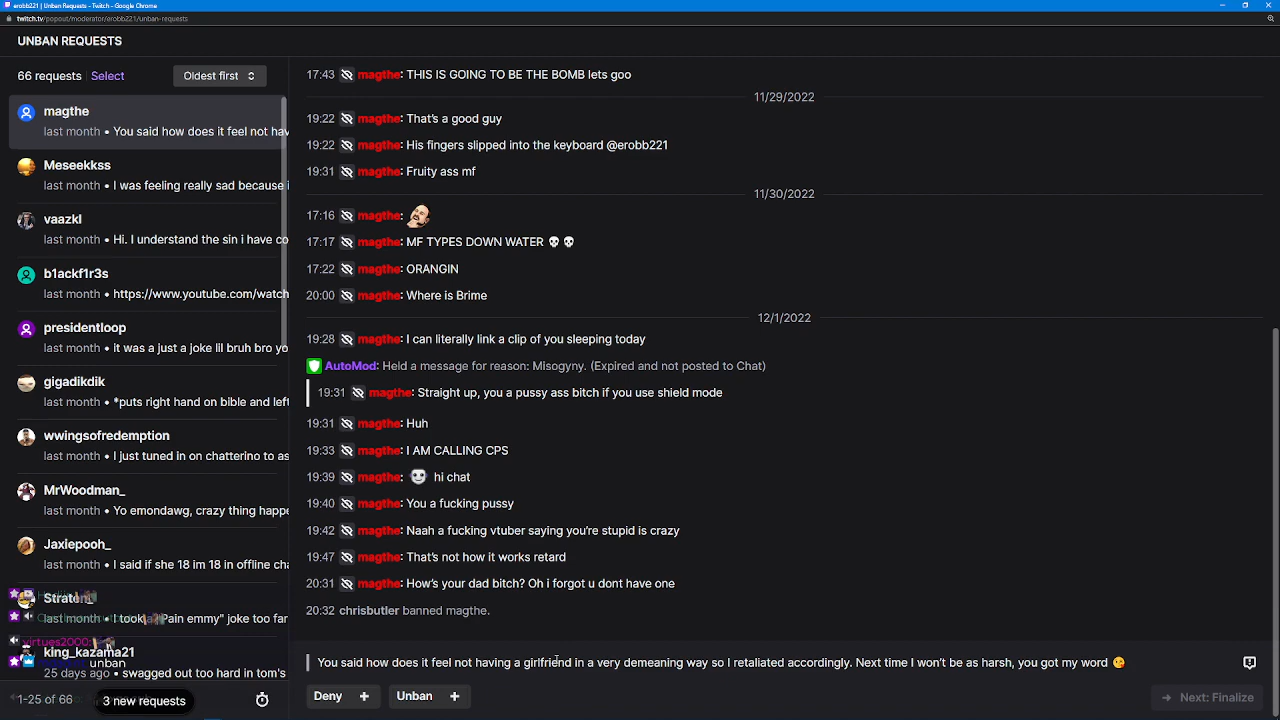 erobb221 | Unban Requests - Twitch - Google Chrome
twitch.tv/popout/moderator/erobb221/unban-requests
UNBAN REQUESTS
66 requests Select Oldest first
magthe
last month • You said how does it feel not hav
Meseekkss
last month • I was feeling really sad because i
vaazkl
last month • Hi. I understand the sin i have co
b1ackf1r3s
last month • https://www.youtube.com/watch
presidentloop
last month • it was a just a joke lil bruh bro yo
gigadikdik
last month • *puts right hand on bible and left
wwingsofredemption
last month • I just tuned in on chatterino to as
MrWoodman_
last month • Yo emondawg, crazy thing happe
Jaxiepooh_
last month • I said if she 18 im 18 in offline cha
last month • I took a "Pain emmy" joke too far
virtues2000:
king_kazama21
unban
25 days ago • swagged out too hard in tom's
1-25 of 66 3 new requests
17:43 magthe: THIS IS GOING TO BE THE BOMB lets goo
11/29/2022
19:22 magthe: That's a good guy
19:22 magthe: His fingers slipped into the keyboard @erobb221
19:31 magthe: Fruity ass mf
11/30/2022
17:16 magthe:
17:17 magthe: MF TYPES DOWN WATER 💀💀
17:22 magthe: ORANGIN
20:00 magthe: Where is Brime
12/1/2022
19:28 magthe: I can literally link a clip of you sleeping today
AutoMod: Held a message for reason: Misogyny. (Expired and not posted to Chat)
19:31 magthe: Straight up, you a pussy ass bitch if you use shield mode
19:31 magthe: Huh
19:33 magthe: I AM CALLING CPS
19:39 magthe: hi chat
19:40 magthe: You a fucking pussy
19:42 magthe: Naah a fucking vtuber saying you're stupid is crazy
19:47 magthe: That's not how it works retard
20:31 magthe: How's your dad bitch? Oh i forgot u dont have one
20:32 chrisbutler banned magthe.
You said how does it feel not having a girlfriend in a very demeaning way so I retaliated accordingly. Next time I won't be as harsh, you got my word 😘
Deny + Unban + Next: Finalize